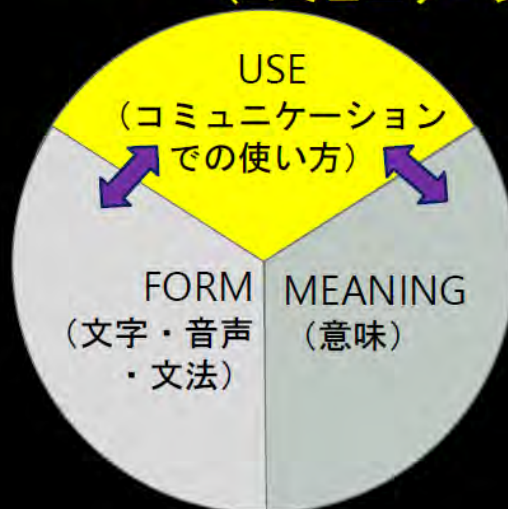 USE
（コミュニケーション
での使い方）
FORM
（文字・音声
・文法）
MEANING
（意味）